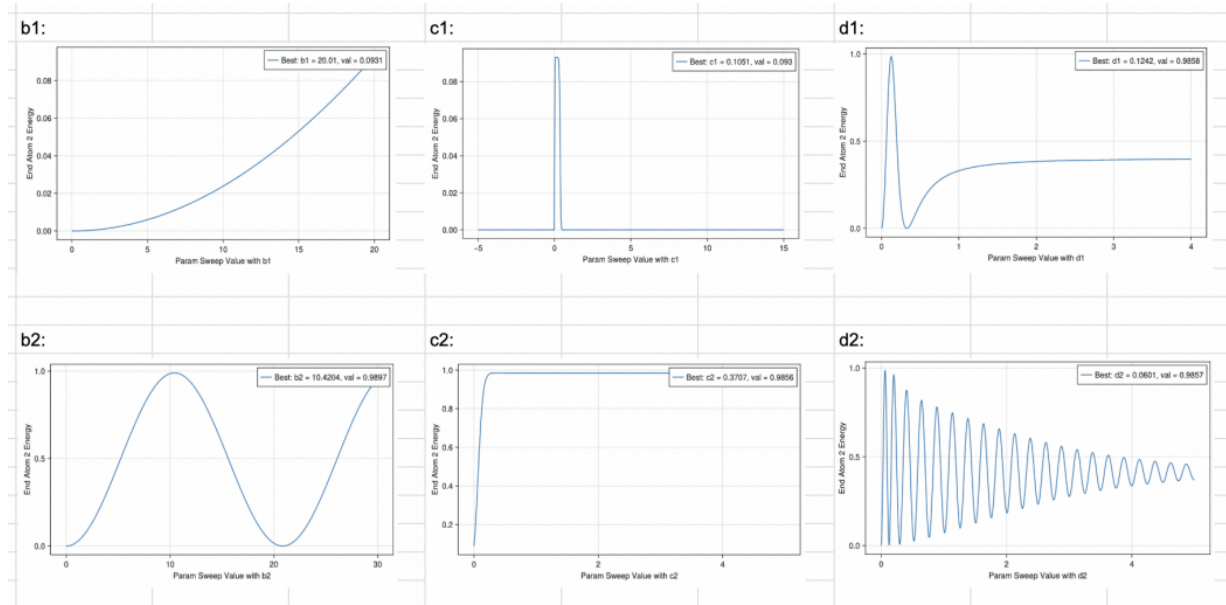 b1:
c1:
d1:
Best: b1 = 20.01, val = 0.0931
0.08
0.06
0.04
0.02
0.00
End Atom 2 Energy
0 5 10 15 20
Param Sweep Value with b1
Best: c1 = 0.1051, val = 0.093
0.08
0.06
0.04
0.02
0.00
End Atom 2 Energy
-5 0 5 10 15
Param Sweep Value with c1
Best: d1 = 0.1242, val = 0.9858
1.0
0.5
0.0
End Atom 2 Energy
0 1 2 3 4
Param Sweep Value with d1
b2:
c2:
d2:
Best: b2 = 10.4204, val = 0.9897
1.0
0.5
0.0
End Atom 2 Energy
0 10 20 30
Param Sweep Value with b2
Best: c2 = 0.3707, val = 0.9856
1.0
0.8
0.6
0.4
0.2
End Atom 2 Energy
0 2 4
Param Sweep Value with c2
Best: d2 = 0.0601, val = 0.9857
1.0
0.5
0.0
End Atom 2 Energy
0 2 4
Param Sweep Value with d2